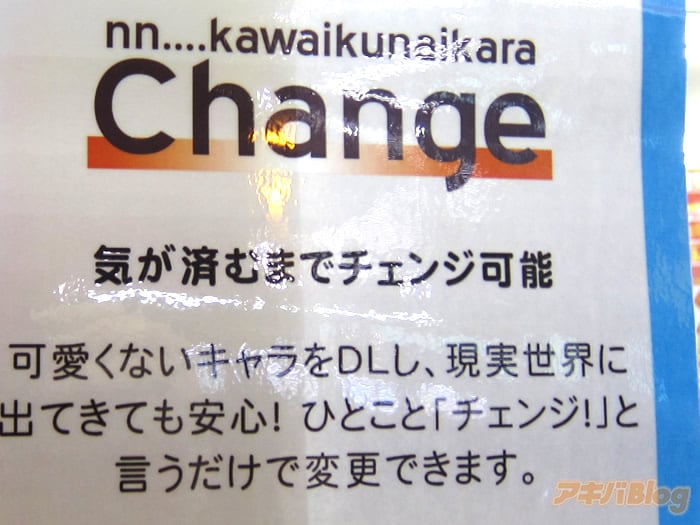 nn....kawaikunaikara
Change
気が済むまでチェンジ可能
可愛くないキャラをDLし、現実世界に
出てきても安心! ひとこと「チェンジ!」と
言うだけで変更できます。
アキバBlog